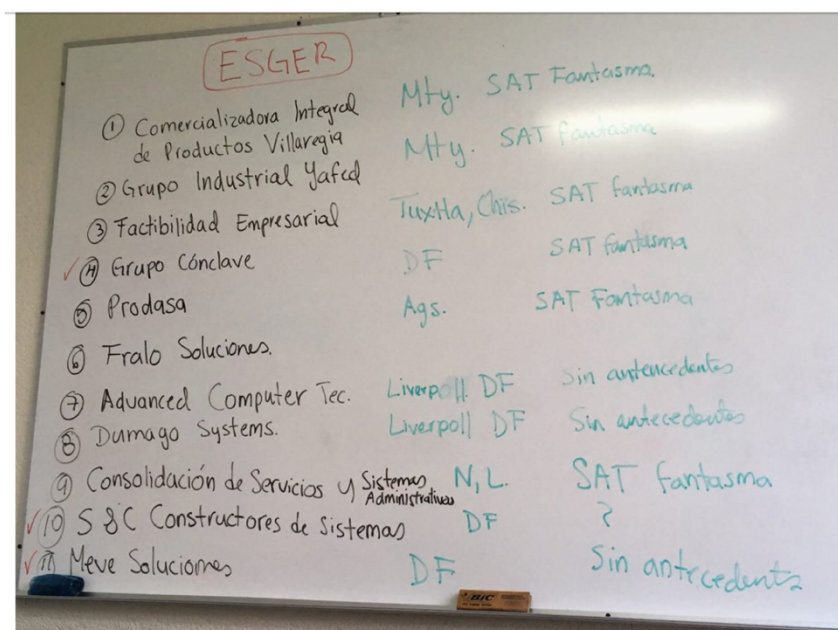 ESGER
① Comercializadora Integral Mty. SAT Fantasma.
de Productos Villaregia Mty. SAT fantasma
② Grupo Industrial Yafed
③ Factibilidad Empresarial Tuxtla, Chis. SAT fantasma
④ Grupo Cónclave DF SAT fantasma
⑤ Prodasa Ags. SAT Fantasma
⑥ Fralo Soluciones.
⑦ Advanced Computer Tec. Liverpoll DF Sin antencedentes
⑧ Dumago Systems. Liverpoll DF Sin antecedentes
⑨ Consolidación de Servicios y Sistemas Administrativos N,L. SAT fantasma
⑩ S&C Constructores de Sistemas DF ?
⑪ Meve Soluciones DF Sin antecedents
BIC